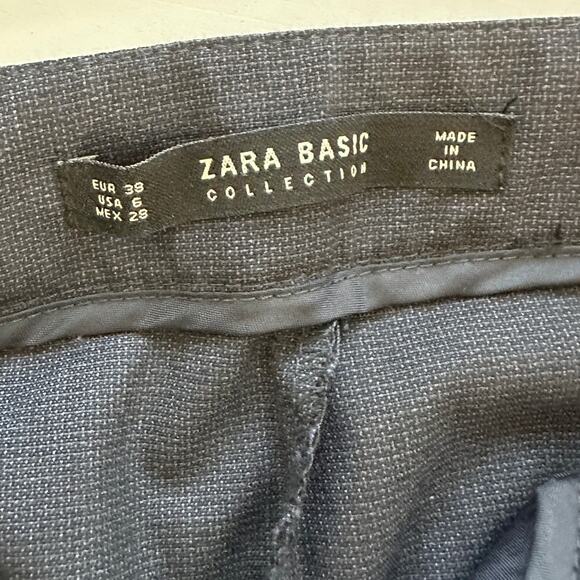 EUR 38
USA 6
MEX 28
ZARA BASIC
COLLECTION
MADE
IN
CHINA